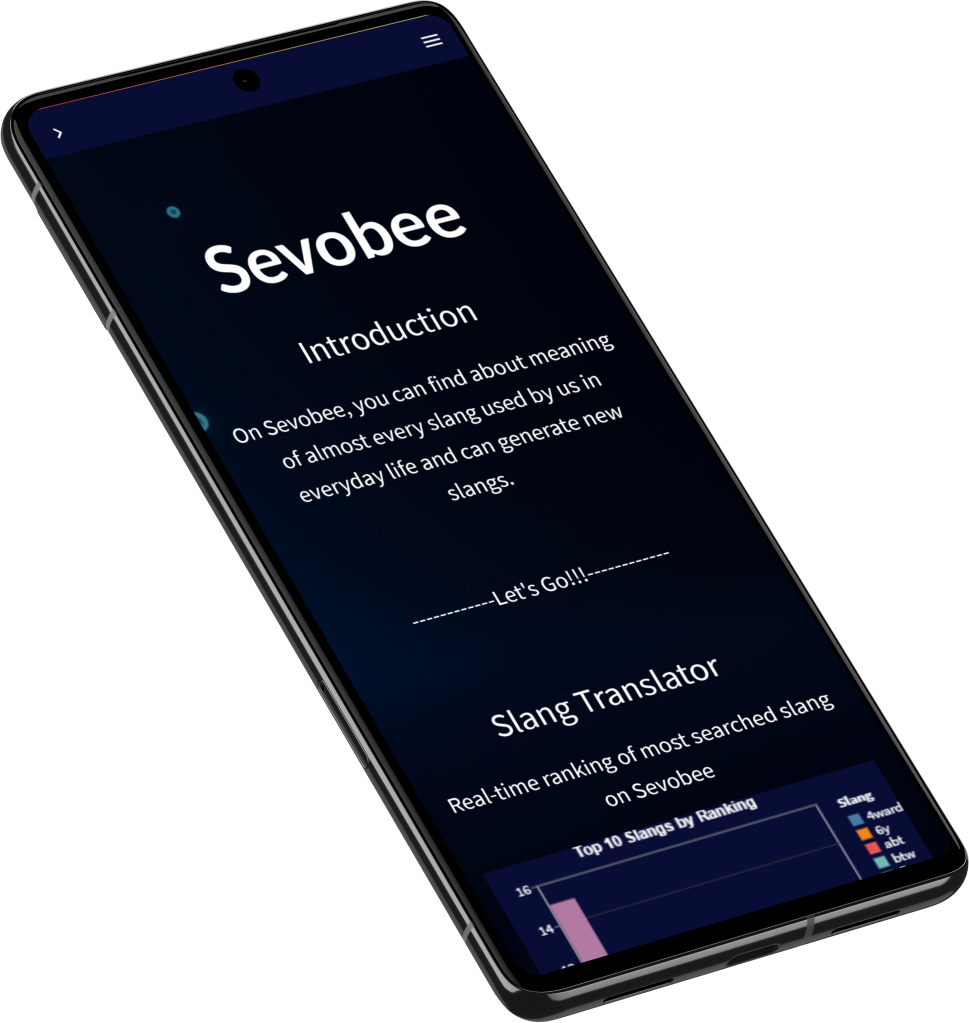 Sevobee
Introduction
On Sevobee, you can find about meaning
of almost every slang used by us in
everyday life and can generate new
slangs.
------------Let's Go!!!------------
Slang Translator
Real-time ranking of most searched slang
on Sevobee
Top 10 Slangs by Ranking
Slang
4ward
6y
abt
btw
16
14